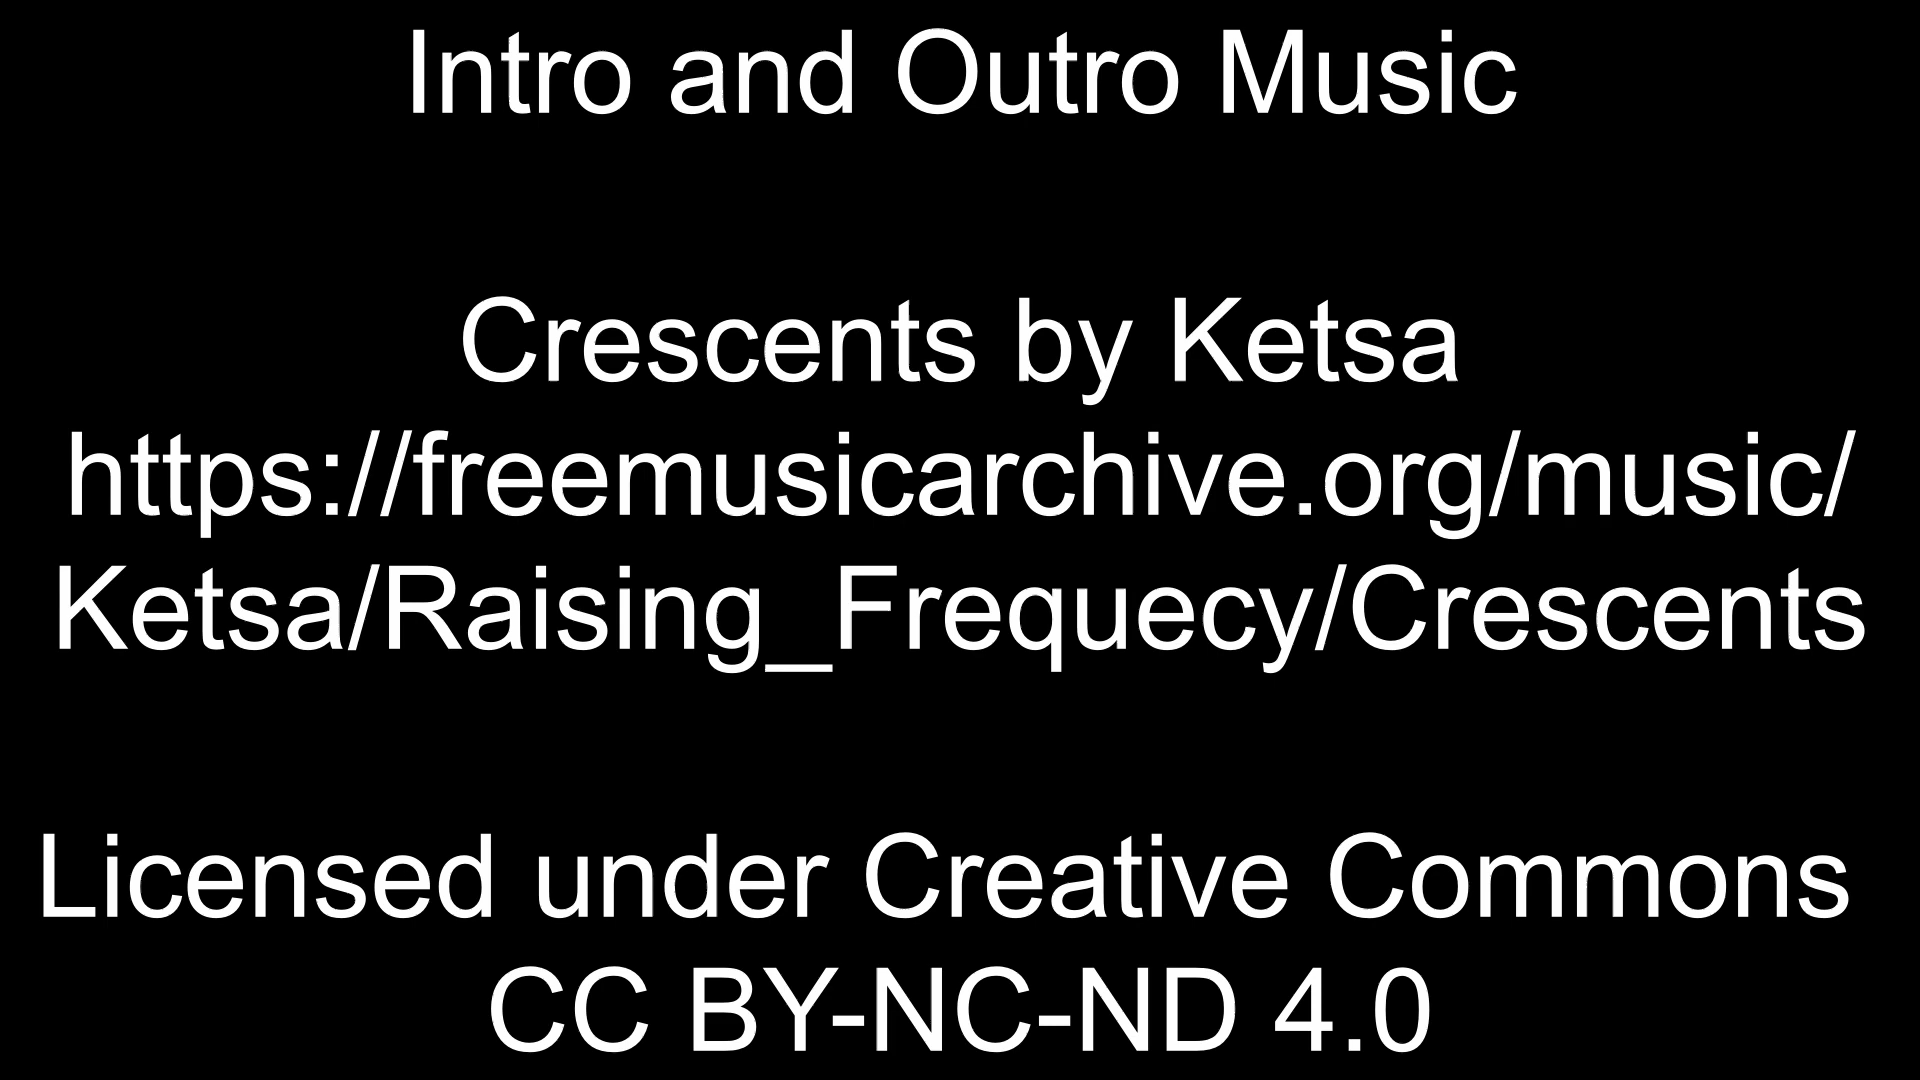 Intro and Outro Music
Crescents by Ketsa
https://freemusicarchive.org/music/
Ketsa/Raising_Frequecy/Crescents
Licensed under Creative Commons
CC BY-NC-ND 4.0